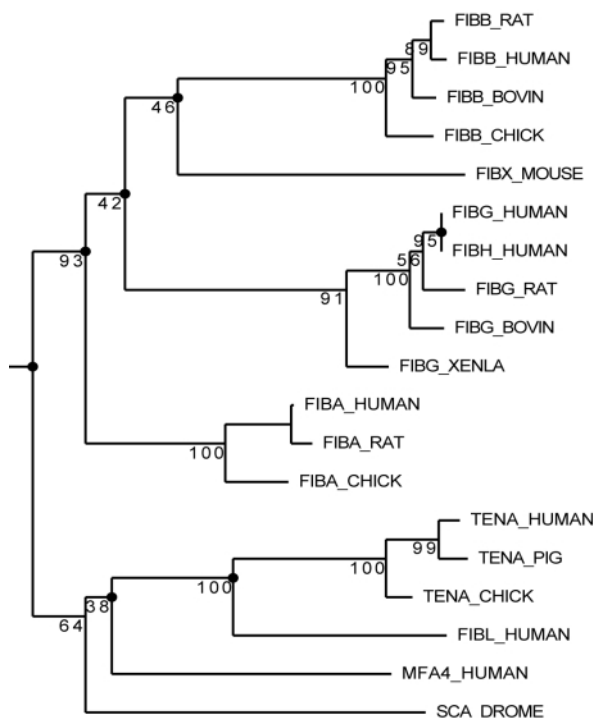 FIBB_RAT
89
FIBB_HUMAN
95
100
FIBB_BOVIN
46
FIBB_CHICK
FIBX_MOUSE
42
FIBG_HUMAN
95
FIBH_HUMAN
93
56
100
91
FIBG_RAT
FIBG_BOVIN
FIBG_XENLA
FIBA_HUMAN
FIBA_RAT
100
FIBA_CHICK
TENA_HUMAN
99
TENA_PIG
100
100
TENA_CHICK
38
64
FIBL_HUMAN
MFA4_HUMAN
SCA_DROME